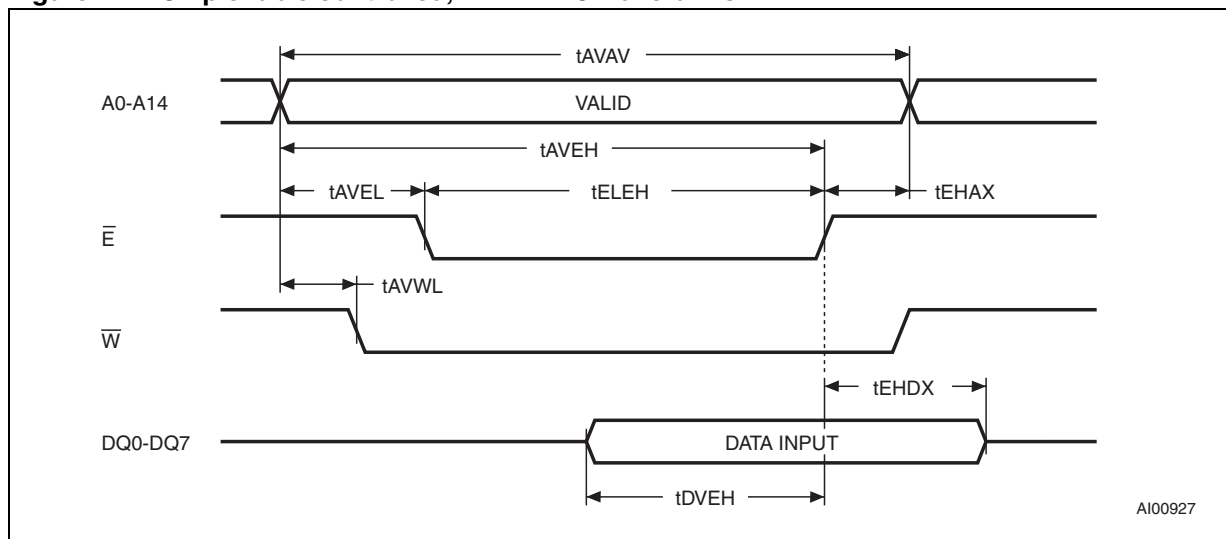 tAVAV
A0-A14
VALID
tAVEH
tAVEL
tELEH
tEHAX
E
tAVWL
W
tEHDX
DQ0-DQ7
DATA INPUT
tDVEH
AI00927